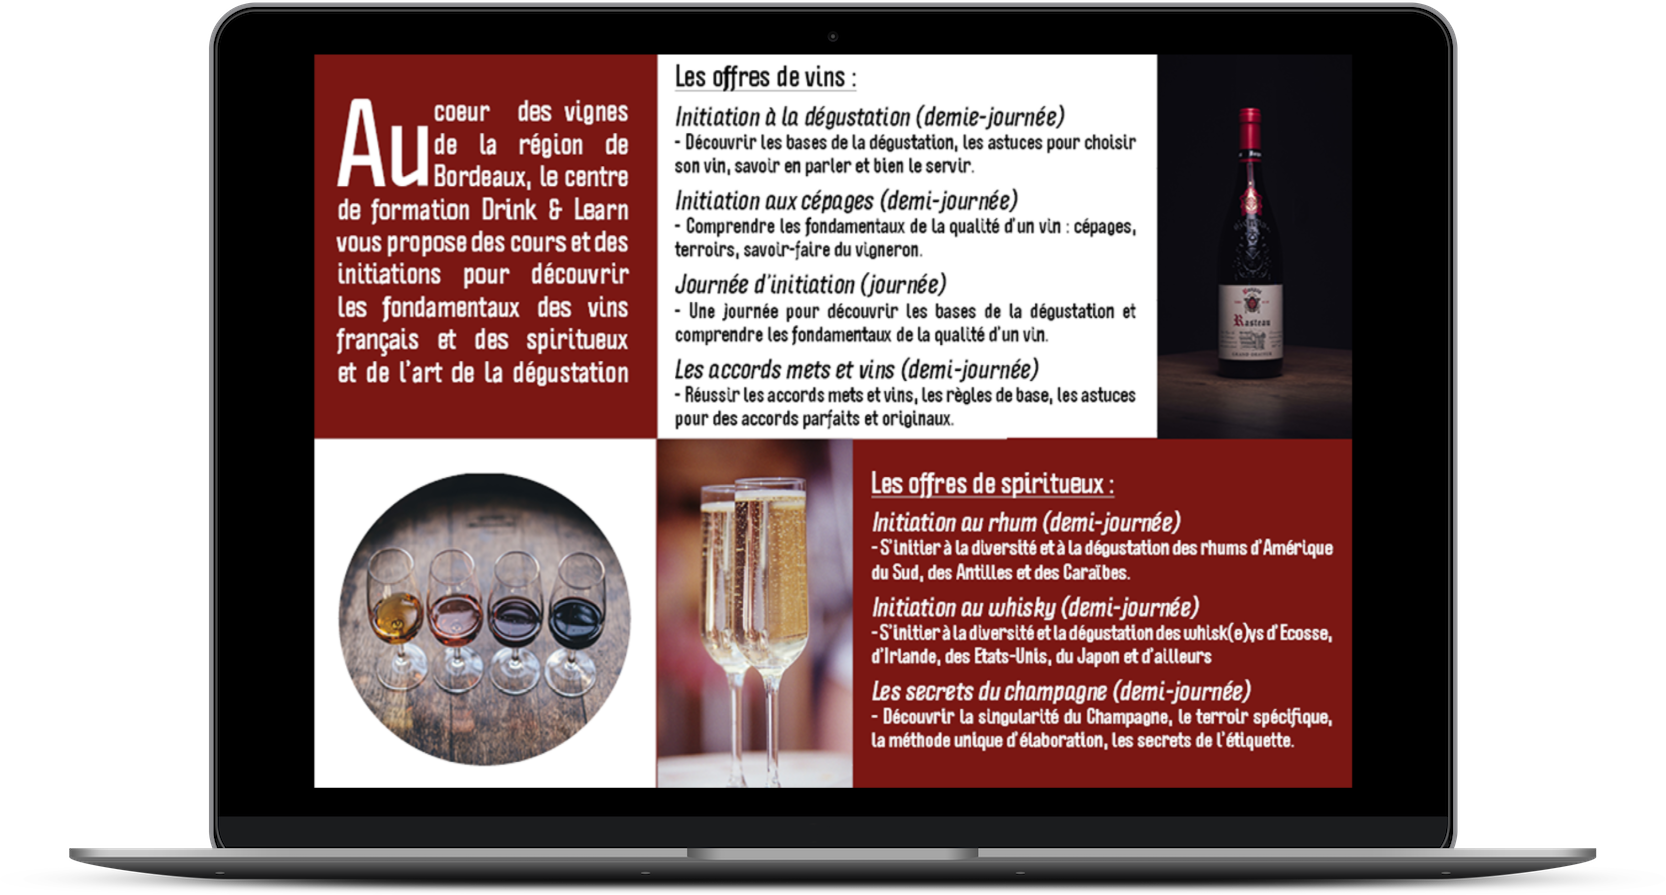 Au coeur des vignes
de la région de
Bordeaux, le centre
de formation Drink & Learn
vous propose des cours et des
initiations pour découvrir
les fondamentaux des vins
français et des spiritueux
et de l'art de la dégustation
Les offres de vins :
Initiation à la dégustation (demie-journée)
- Découvrir les bases de la dégustation, les astuces pour choisir
son vin, savoir en parler et bien le servir.
Initiation aux cépages (demi-journée)
- Comprendre les fondamentaux de la qualité d'un vin : cépages,
terroirs, savoir-faire du vigneron.
Journée d'initiation (journée)
- Une journée pour découvrir les bases de la dégustation et
comprendre les fondamentaux de la qualité d'un vin.
Les accords mets et vins (demi-journée)
- Réussir les accords mets et vins, les règles de base, les astuces
pour des accords parfaits et originaux.
Rasteau
Les offres de spiritueux :
Initiation au rhum (demi-journée)
- S'initier à la diversité et à la dégustation des rhums d'Amérique
du Sud, des Antilles et des Caraïbes.
Initiation au whisky (demi-journée)
- S'initier à la diversité et la dégustation des whisk(e)ys d'Ecosse,
d'Irlande, des Etats-Unis, du Japon et d'ailleurs
Les secrets du champagne (demi-journée)
- Découvrir la singularité du Champagne, le terroir spécifique,
la méthode unique d'élaboration, les secrets de l'étiquette.